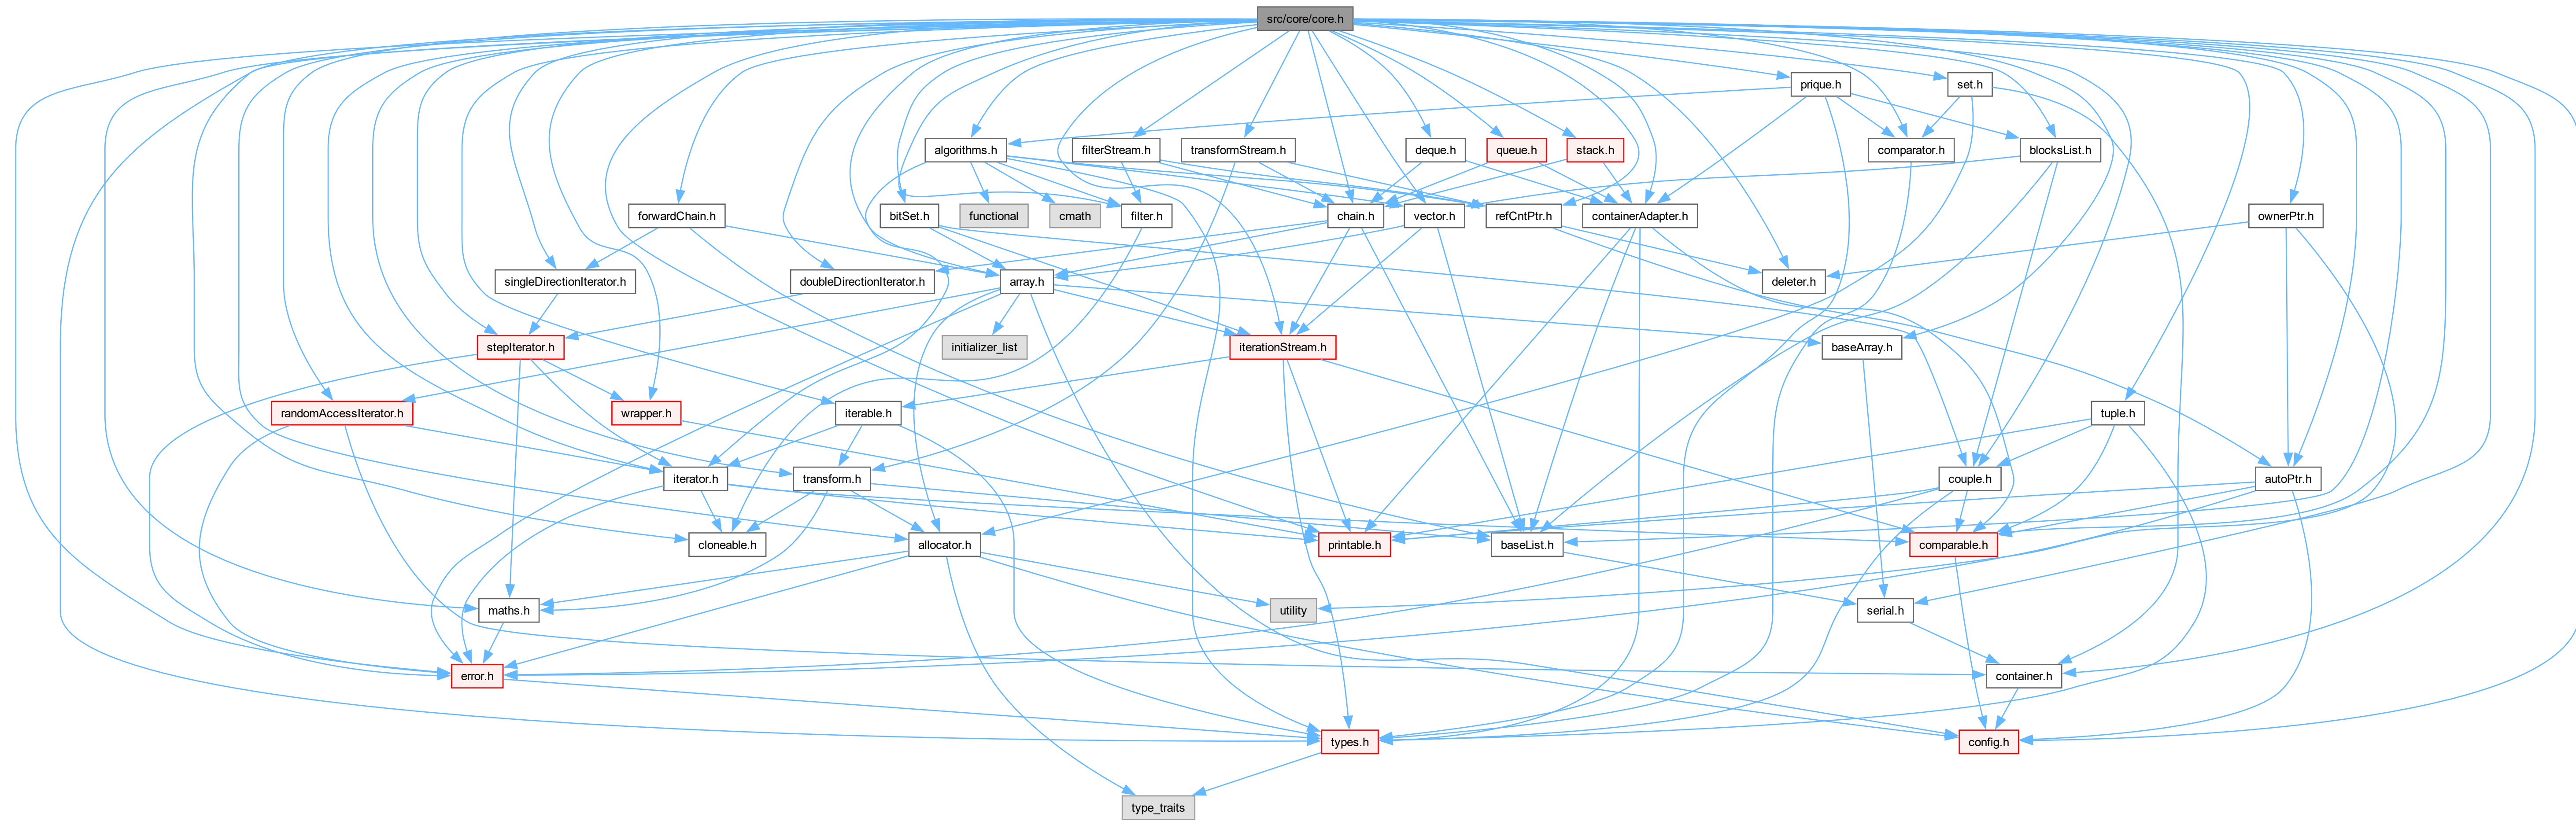 src/core/core.h
prique.h
set.h
algorithms.h
filterStream.h
transformStream.h
deque.h
queue.h
stack.h
comparator.h
blocksList.h
forwardChain.h
bitSet.h
functional
cmath
filter.h
chain.h
vector.h
refCntPtr.h
containerAdapter.h
ownerPtr.h
singleDirectionIterator.h
doubleDirectionIterator.h
array.h
deleter.h
stepIterator.h
initializer_list
iterationStream.h
baseArray.h
randomAccessIterator.h
wrapper.h
iterable.h
tuple.h
iterator.h
transform.h
couple.h
autoPtr.h
cloneable.h
allocator.h
printable.h
baseList.h
comparable.h
maths.h
utility
serial.h
error.h
container.h
types.h
config.h
type_traits